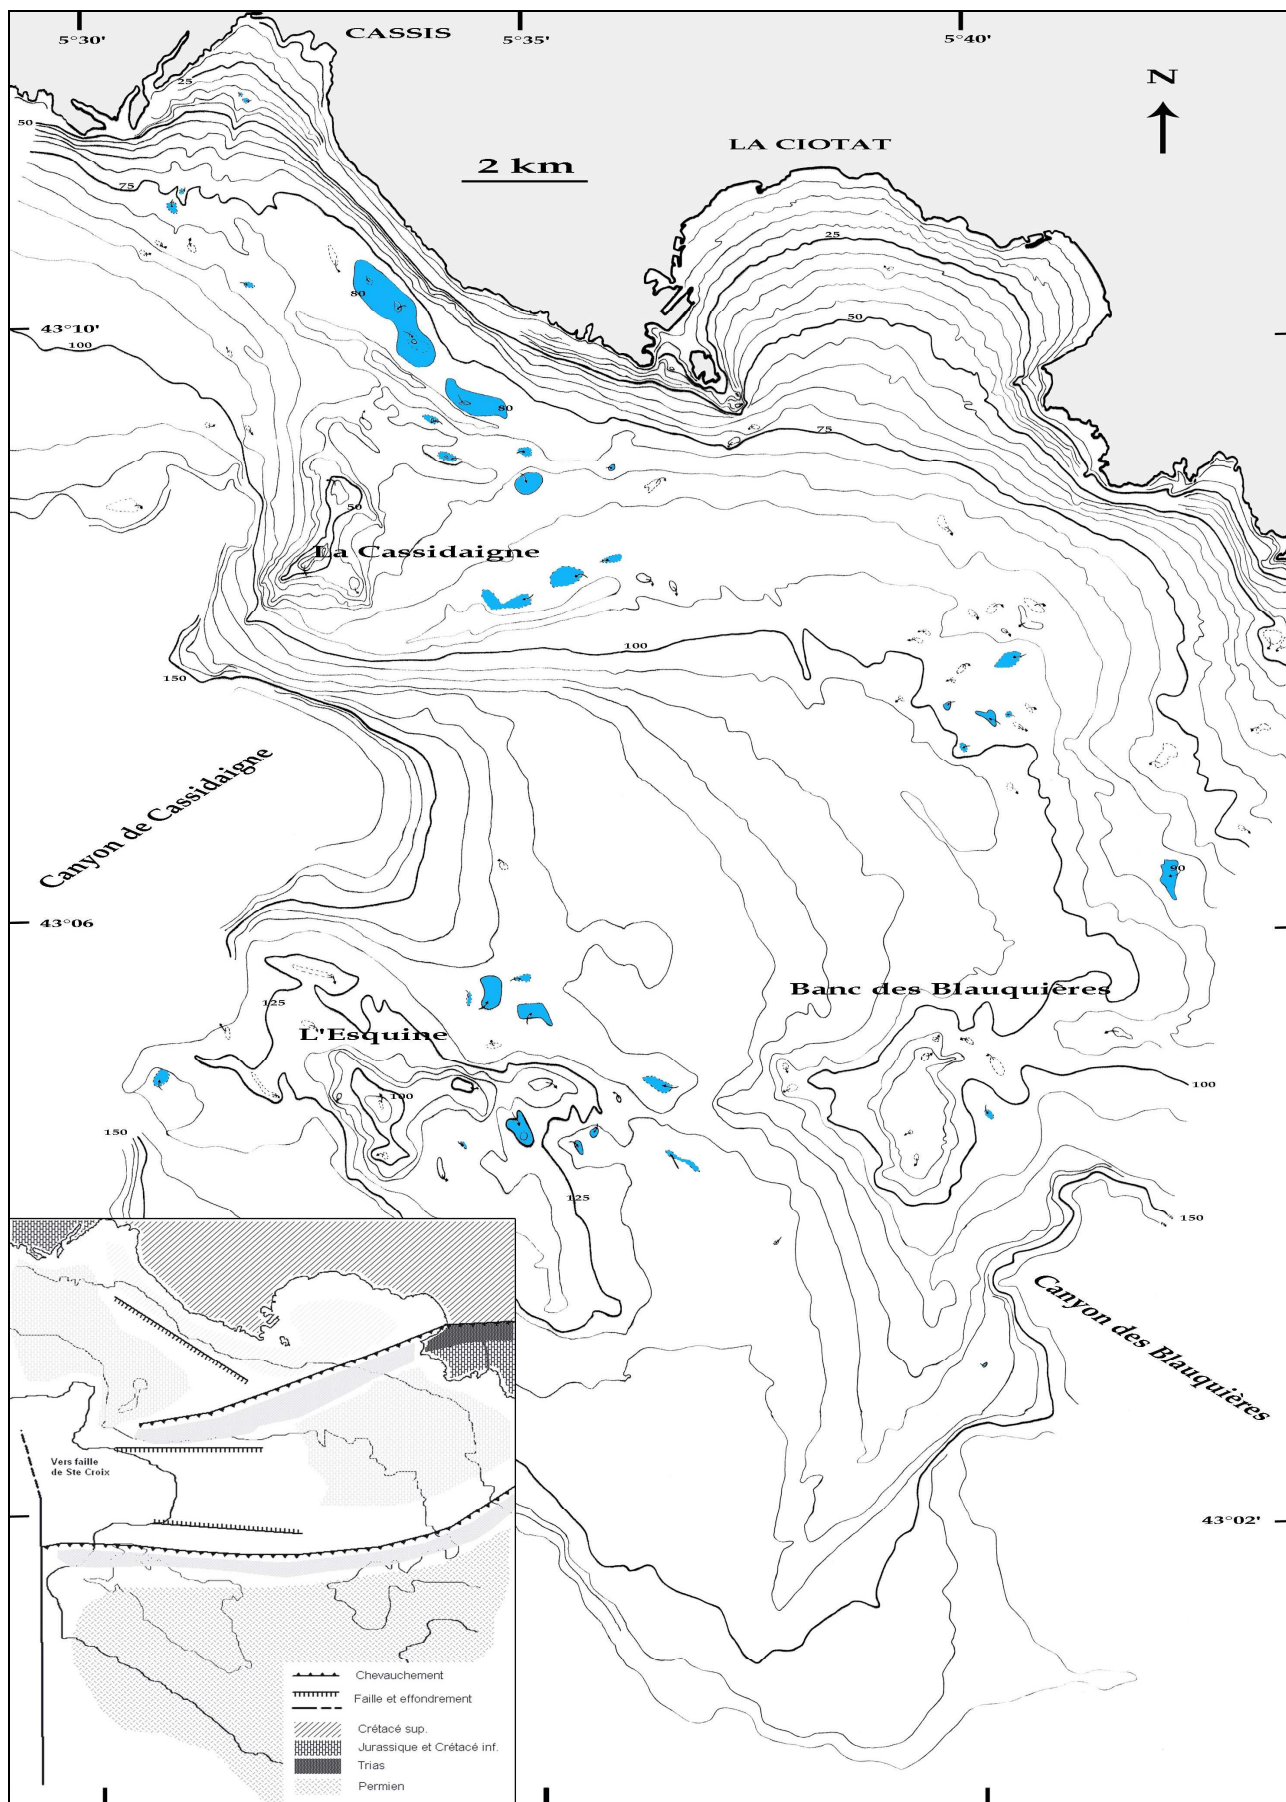 5°30'
CASSIS
5°35'
5°40'
N
25
50
LA CIOTAT
2 km
75
25
80
43°10'
50
100
80
75
50
La Cassidaigne
100
150
Canyon de Cassidaigne
90
43°06
Banc des Blauquières
125
L'Esquine
100
100
150
125
150
Canyon des Blauquières
Vers faille
de Ste Croix
43°02'
Chevauchement
Faille et effondrement
Crétacé sup.
Jurassique et Crétacé inf.
Trias
Permien